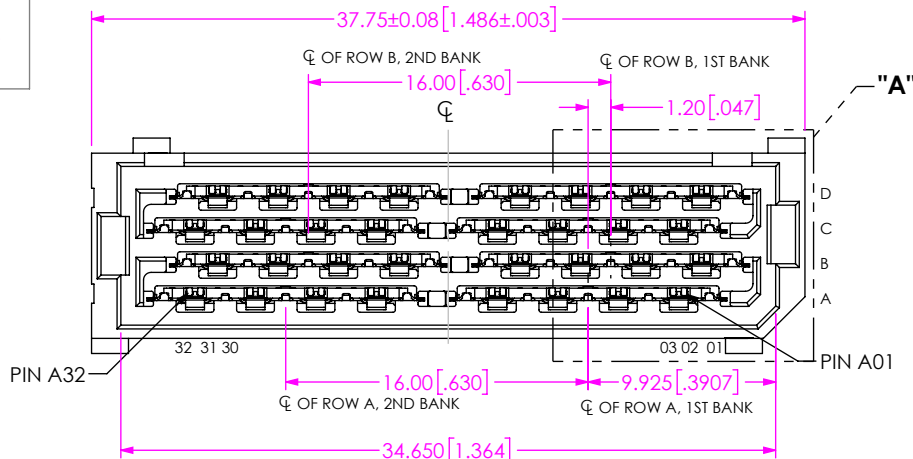 37.75±0.08 [1.486±.003]
℄ OF ROW B, 2ND BANK
℄ OF ROW B, 1ST BANK
16.00 [.630]
"A"
℄
1.20 [.047]
D
C
B
A
32 31 30
03 02 01
PIN A32
PIN A01
16.00 [.630]
9.925 [.3907]
℄ OF ROW A, 2ND BANK
℄ OF ROW A, 1ST BANK
34.650 [1.364]